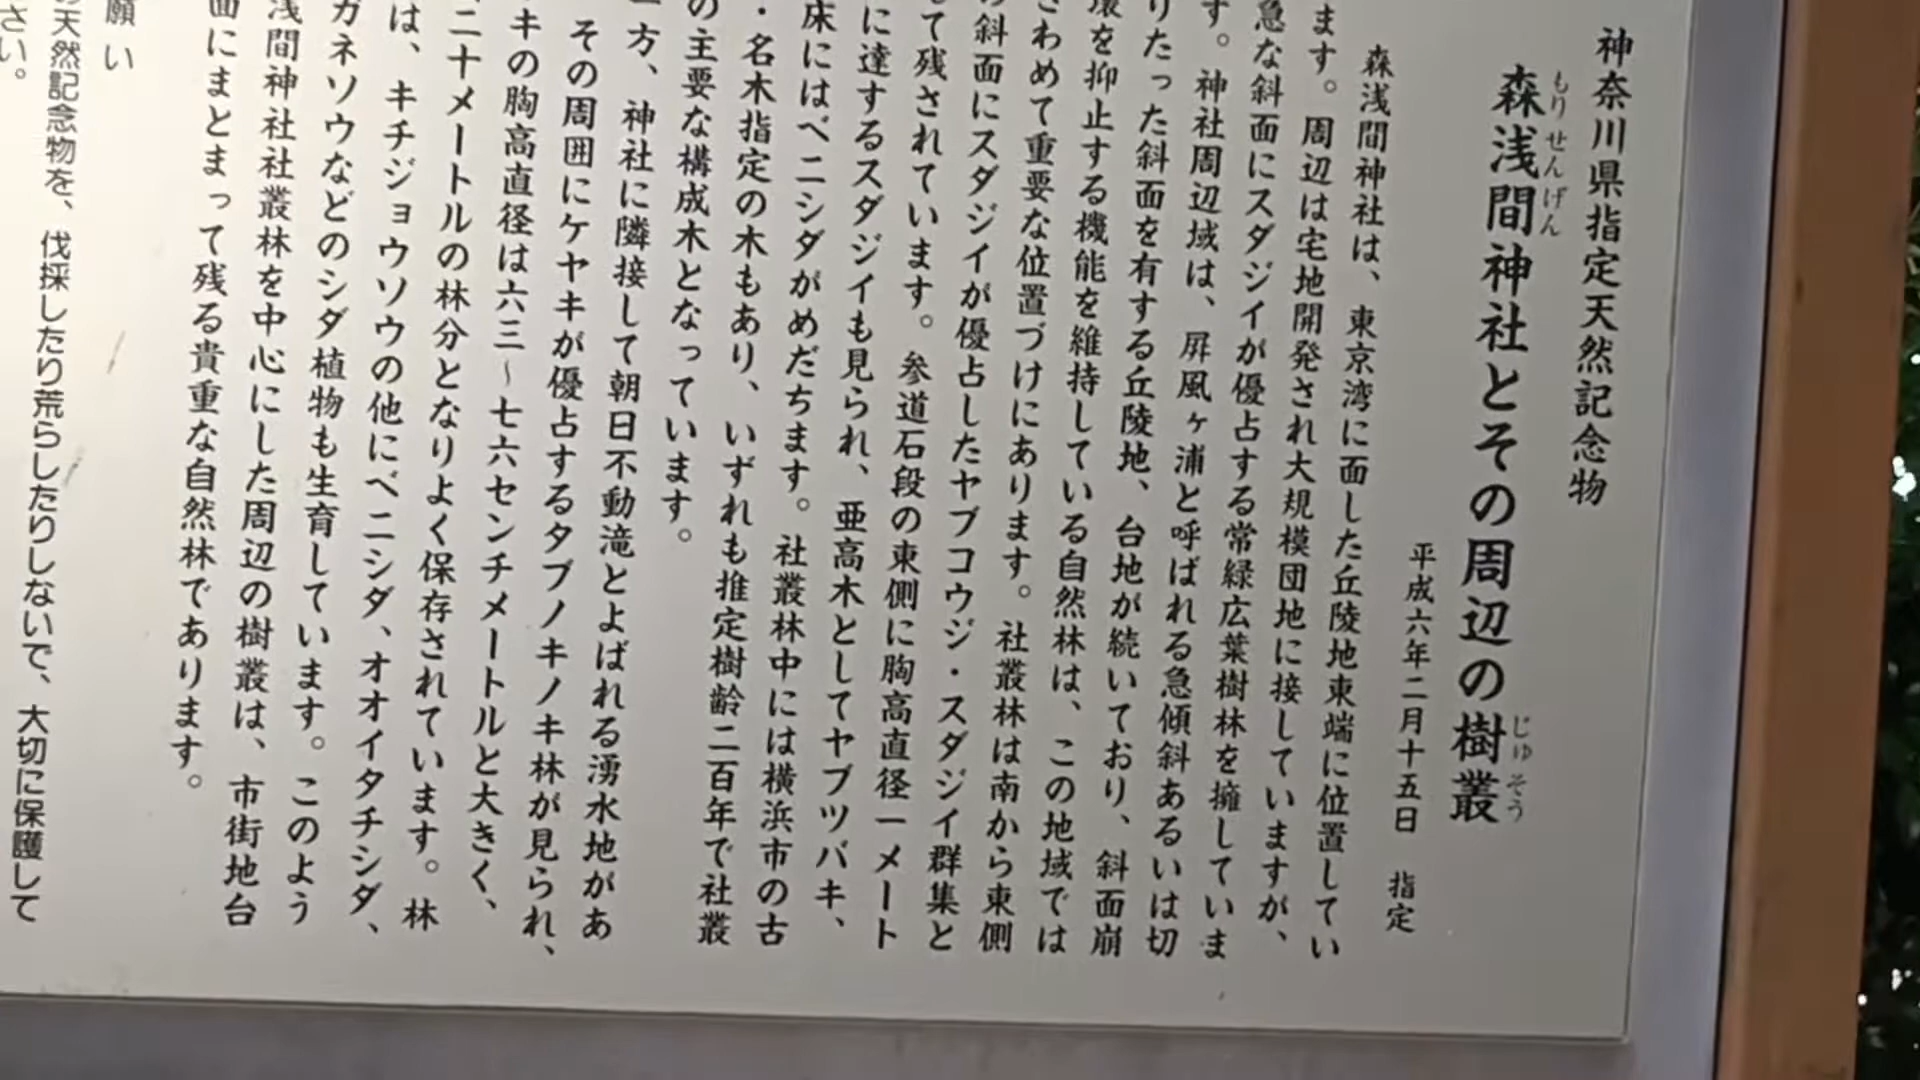 神奈川県指定天然記念物
森浅間神社とその周辺の樹叢
もり せんげん
じゅそう
平成六年二月十五日 指定
森浅間神社は、東京湾に面した丘陵地東端に位置してい
ます。周辺は宅地開発され大規模団地に接していますが、
急な斜面にスダジイが優占する常緑広葉樹林を擁していま
す。神社周辺域は、屏風ヶ浦と呼ばれる急傾斜あるいは切
りたった斜面を有する丘陵地、台地が続いており、斜面崩
壊を抑止する機能を維持している自然林は、この地域では
きわめて重要な位置づけにあります。社叢林は南から東側
の斜面にスダジイが優占したヤブコウジ・スダジイ群集と
して残されています。参道石段の東側に胸高直径一メート
に達するスダジイも見られ、亜高木としてヤブツバキ、
床にはベニシダがめだちます。社叢林中には横浜市の古
・名木指定の木もあり、いずれも推定樹齢二百年で社叢
の主要な構成木となっています。
方、神社に隣接して朝日不動滝とよばれる湧水地があ
その周囲にケヤキが優占するタブノキノキ林が見られ、
キの胸高直径は六三〜七六センチメートルと大きく、
二十メートルの林分となりよく保存されています。林
は、キチジョウソウの他にベニシダ、オオイタチシダ、
ガネソウなどのシダ植物も生育しています。このよう
浅間神社社叢林を中心にした周辺の樹叢は、市街地台
面にまとまって残る貴重な自然林であります。
願い
天然記念物を、伐採したり荒らしたりしないで、大切に保護して
さい。